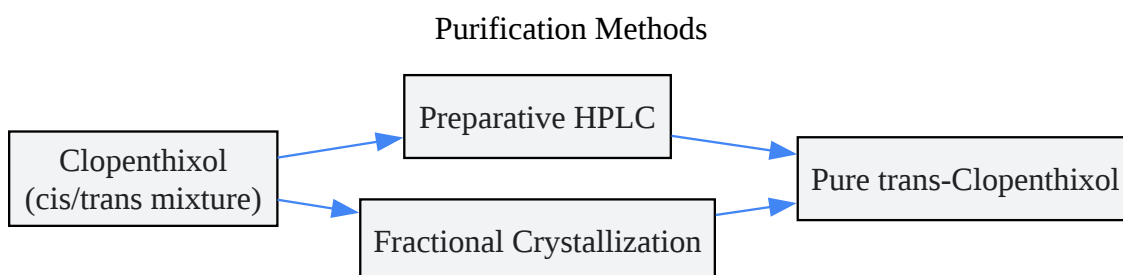 Purification Methods
Clopenthixol
(cis/trans mixture)
Preparative HPLC
Fractional Crystallization
Pure trans-Clopenthixol